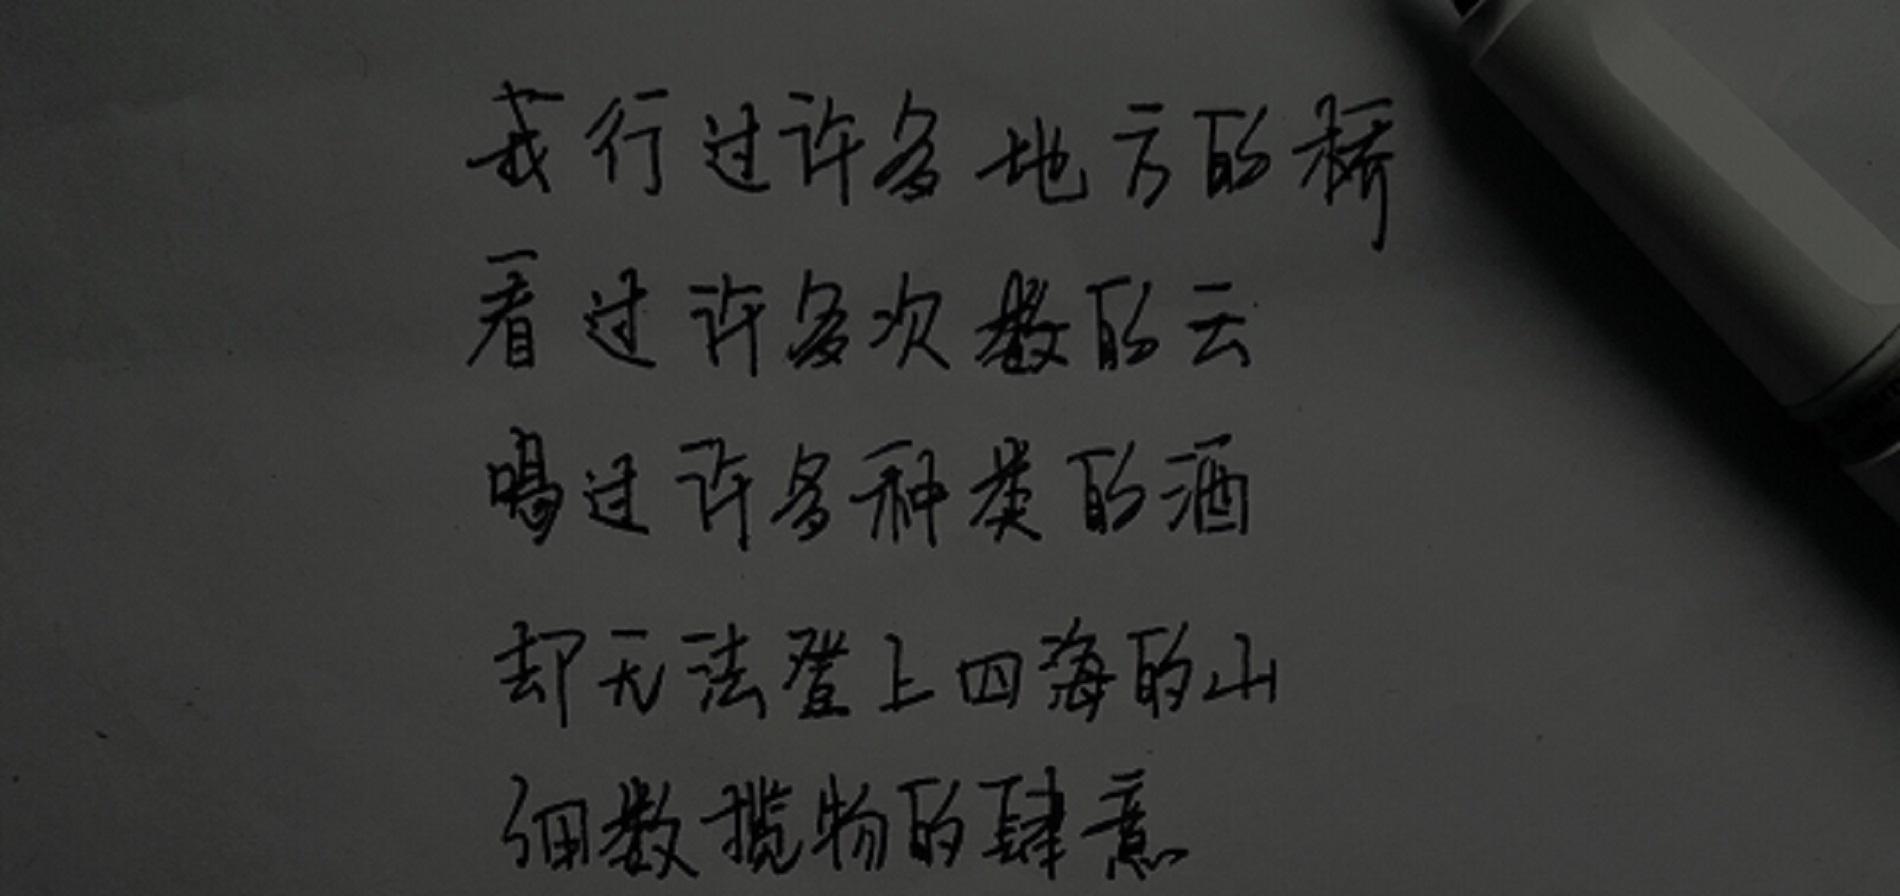 我行过许多地方的桥
看过许多次数的云
喝过许多种类的酒
却无法登上四海的山
细数揽物的肆意